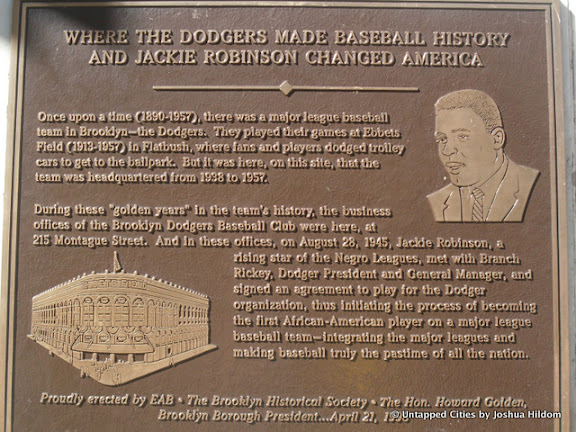 WHERE THE DODGERS MADE BASEBALL HISTORY
AND JACKIE ROBINSON CHANGED AMERICA
Once upon a time (1890-1957), there was a major league baseball
team in Brooklyn—the Dodgers. They played their games at Ebbets
Field (1913-1957) in Flatbush, where fans and players dodged trolley
cars to get to the ballpark. But it was here, on this site, that the
team was headquartered from 1938 to 1957.
During these "golden years" in the team's history, the business
offices of the Brooklyn Dodgers Baseball Club were here, at
215 Montague Street. And in these offices, on August 28, 1945, Jackie Robinson, a
rising star of the Negro Leagues, met with Branch
Rickey, Dodger President and General Manager, and
signed an agreement to play for the Dodger
organization, thus initiating the process of becoming
the first African-American player on a major league
baseball team—integrating the major leagues and
making baseball truly the pastime of all the nation.
Proudly erected by EAB • The Brooklyn Historical Society • The Hon. Howard Golden,
Brooklyn Borough President...April 21,
© Untapped Cities by Joshua Hildom